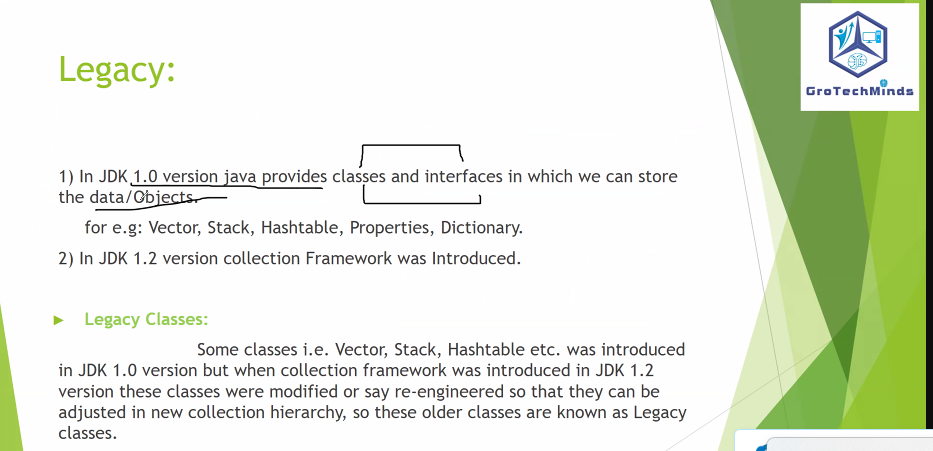 GroTechMinds
Legacy:
1) In JDK 1.0 version java provides classes and interfaces in which we can store
the data/Objects.
for e.g: Vector, Stack, Hashtable, Properties, Dictionary.
2) In JDK 1.2 version collection Framework was Introduced.
Legacy Classes:
Some classes i.e. Vector, Stack, Hashtable etc. was introduced
in JDK 1.0 version but when collection framework was introduced in JDK 1.2
version these classes were modified or say re-engineered so that they can be
adjusted in new collection hierarchy, so these older classes are known as Legacy
classes.